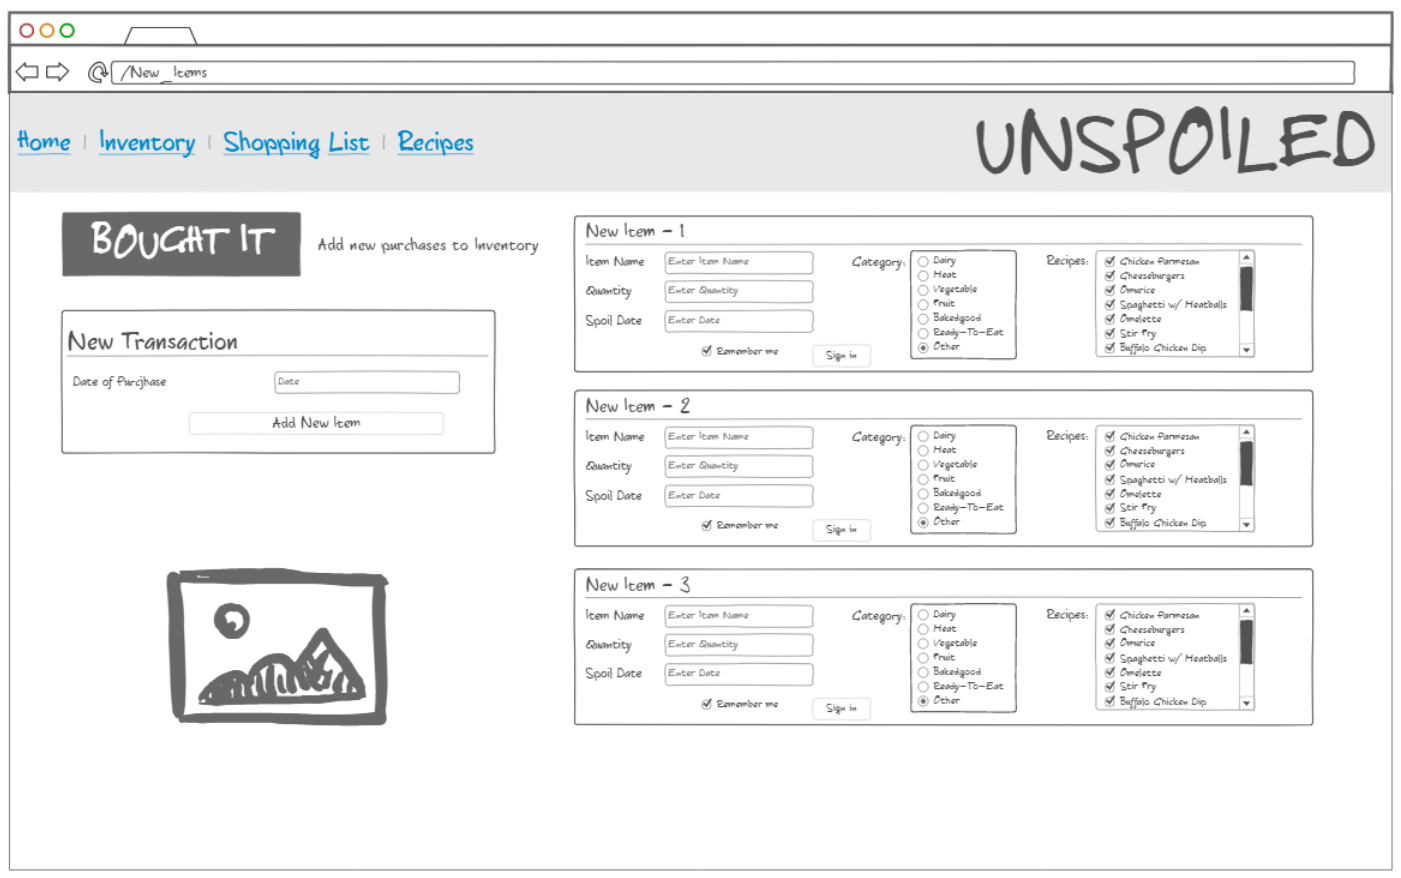 /New_Items
Home | Inventory | Shopping List | Recipes
UNSPOILED
BOUGHT IT
Add new purchases to Inventory
New Transaction
Date of Purcjhase
Date
Add New Item
New Item - 1
Item Name
Enter Item Name
Quantity
Enter Quantity
Spoil Date
Enter Date
Remember me
Sign in
Category:
Dairy
Meat
Vegetable
Fruit
Bakedgood
Ready-To-Eat
Other
Recipes:
Chicken Parmesan
Cheeseburgers
Omurice
Spaghetti w/ Meatballs
Omelette
Stir Fry
Buffalo Chicken Dip
New Item - 2
Item Name
Enter Item Name
Quantity
Enter Quantity
Spoil Date
Enter Date
Remember me
Sign in
Category:
Dairy
Meat
Vegetable
Fruit
Bakedgood
Ready-To-Eat
Other
Recipes:
Chicken Parmesan
Cheeseburgers
Omurice
Spaghetti w/ Meatballs
Omelette
Stir Fry
Buffalo Chicken Dip
New Item - 3
Item Name
Enter Item Name
Quantity
Enter Quantity
Spoil Date
Enter Date
Remember me
Sign in
Category:
Dairy
Meat
Vegetable
Fruit
Bakedgood
Ready-To-Eat
Other
Recipes:
Chicken Parmesan
Cheeseburgers
Omurice
Spaghetti w/ Meatballs
Omelette
Stir Fry
Buffalo Chicken Dip